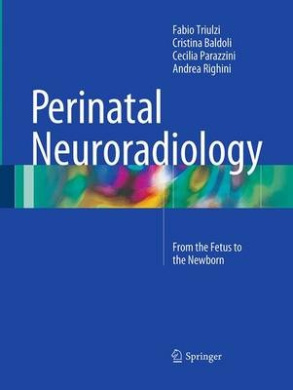 Fabio Triulzi
Cristina Baldoli
Cecilia Parazzini
Andrea Righini
Perinatal
Neuroradiology
From the Fetus to
the Newborn
Springer